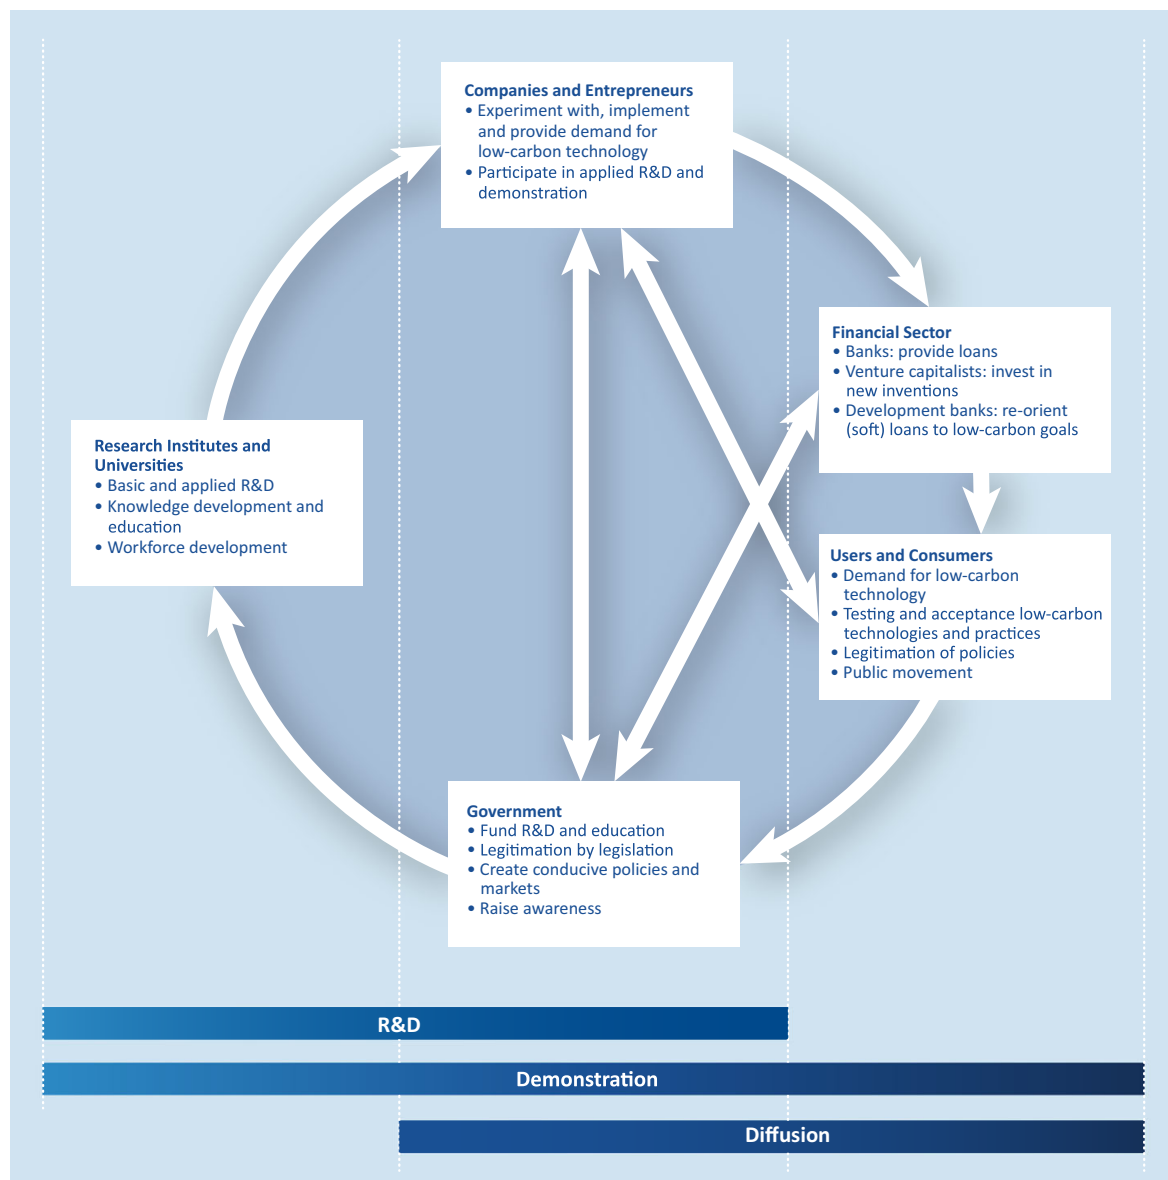 Companies and Entrepreneurs
• Experiment with, implement
and provide demand for
low-carbon technology
• Participate in applied R&D and
demonstration
Financial Sector
• Banks: provide loans
• Venture capitalists: invest in
new inventions
• Development banks: re-orient
(soft) loans to low-carbon goals
Research Institutes and
Universities
• Basic and applied R&D
• Knowledge development and
education
• Workforce development
Users and Consumers
• Demand for low-carbon
technology
• Testing and acceptance low-carbon
technologies and practices
• Legitimation of policies
• Public movement
Government
• Fund R&D and education
• Legitimation by legislation
• Create conducive policies and
markets
• Raise awareness
R&D
Demonstration
Diffusion